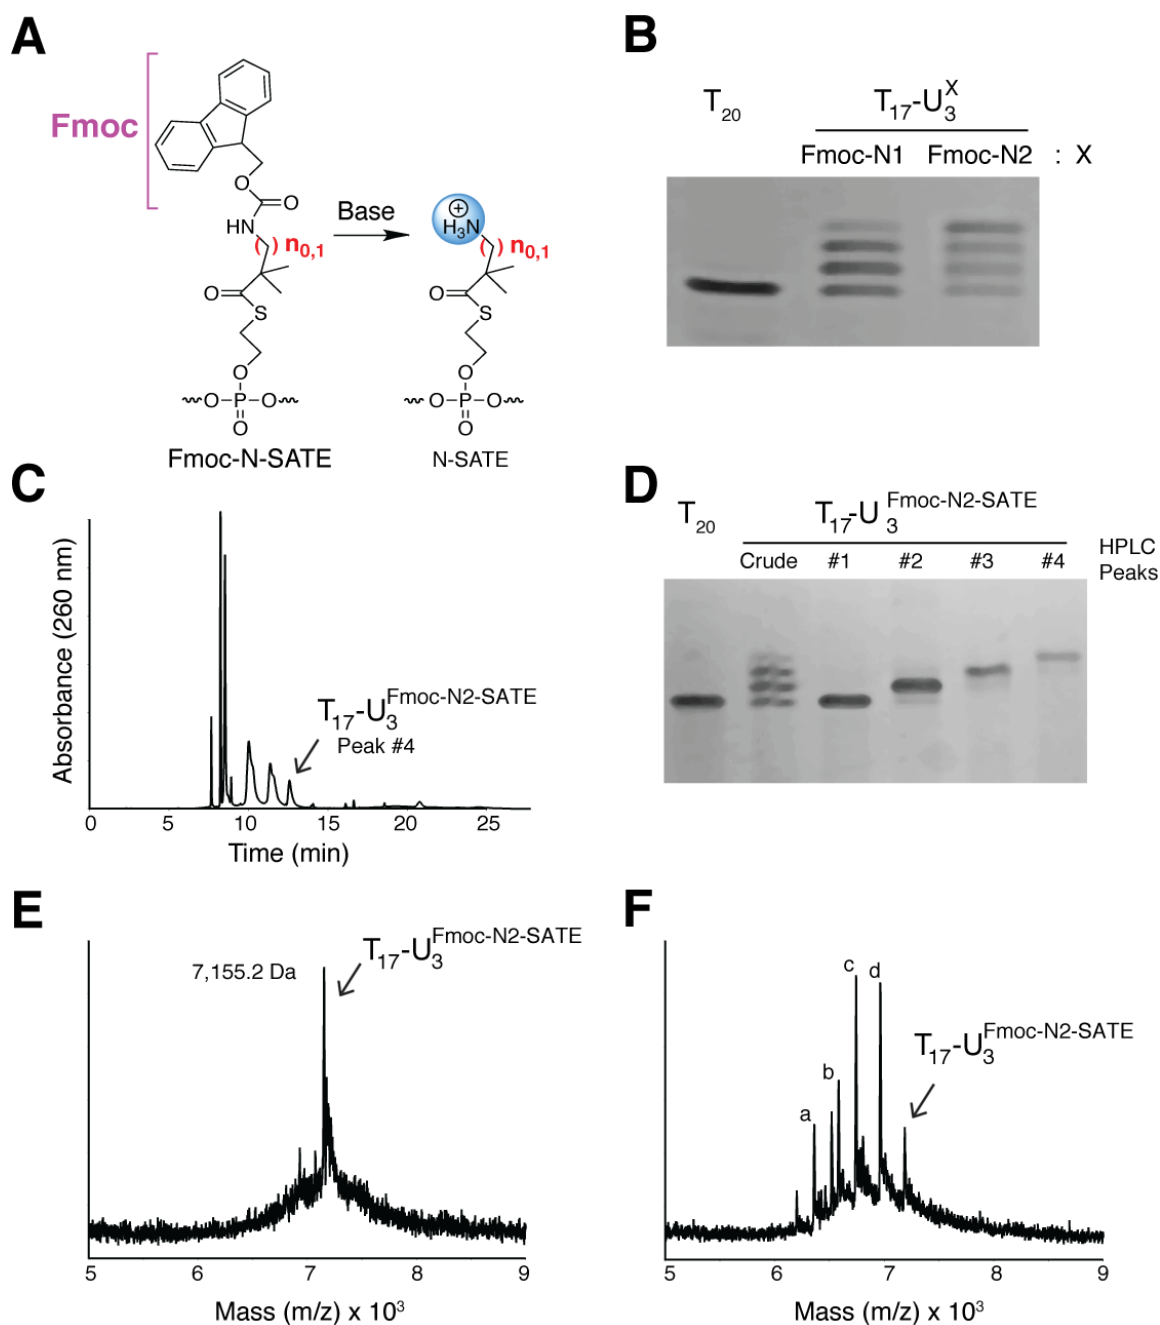 A
Fmoc
O
O
HN
( ) n0,1
O
S
O
O–P–O
O
Fmoc-N-SATE
Base
+
H3N
( ) n0,1
O
S
O
O–P–O
O
N-SATE
B
T20
T17-U3X
Fmoc-N1 Fmoc-N2 : X
C
Absorbance (260 nm)
T17-U3Fmoc-N2-SATE
Peak #4
0 5 10 15 20 25
Time (min)
D
T20
T17-U3Fmoc-N2-SATE
Crude #1 #2 #3 #4
HPLC
Peaks
E
7,155.2 Da
T17-U3Fmoc-N2-SATE
5 6 7 8 9
Mass (m/z) x 10³
F
a
b
c
d
T17-U3Fmoc-N2-SATE
5 6 7 8 9
Mass (m/z) x 10³